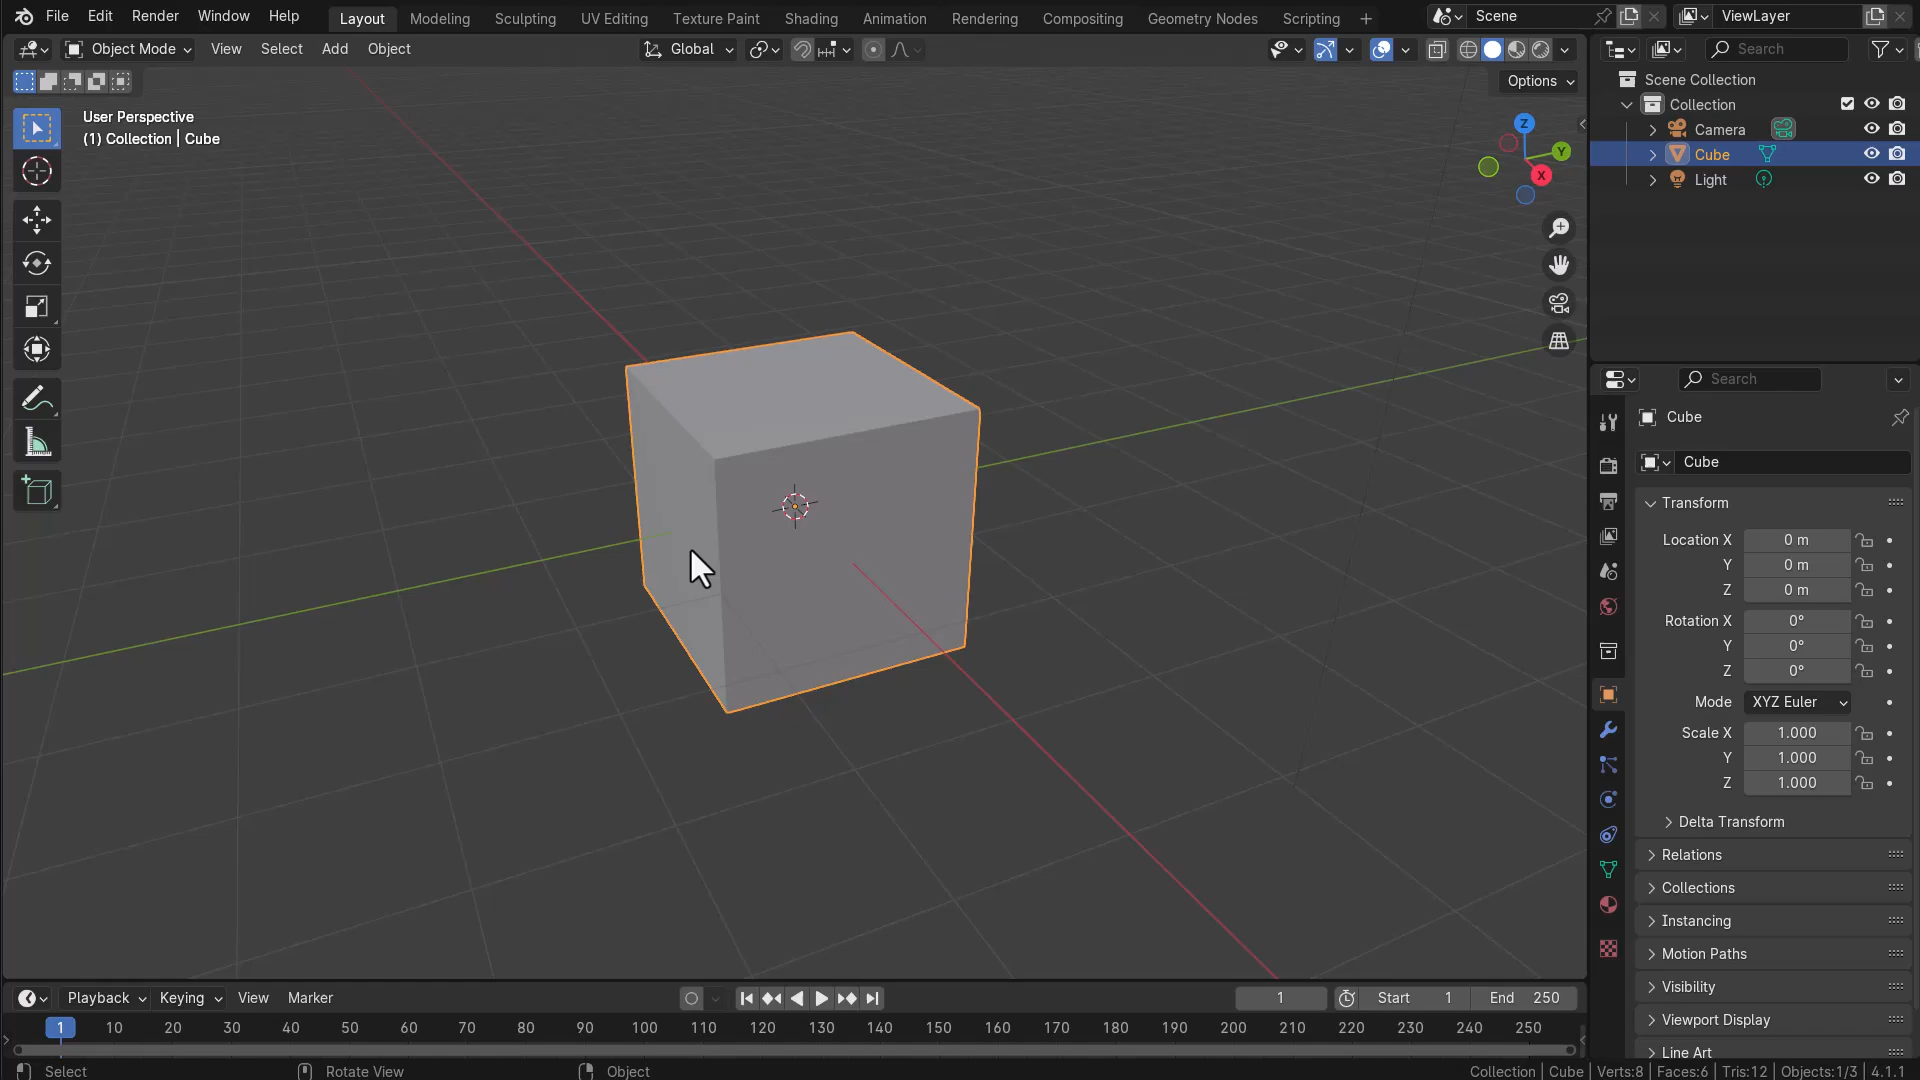 File Edit Render Window Help Layout Modeling Sculpting UV Editing Texture Paint Shading Animation Rendering Compositing Geometry Nodes Scripting + Scene ViewLayer
Object Mode View Select Add Object Global Search
Options
User Perspective
(1) Collection | Cube
Z
Y
X
Scene Collection
Collection
Camera
Cube
Light
Search
Cube
Cube
Transform
Location X 0 m
Y 0 m
Z 0 m
Rotation X 0°
Y 0°
Z 0°
Mode XYZ Euler
Scale X 1.000
Y 1.000
Z 1.000
Delta Transform
Relations
Collections
Instancing
Motion Paths
Visibility
Viewport Display
Line Art
Playback Keying View Marker 1 Start 1 End 250
1 10 20 30 40 50 60 70 80 90 100 110 120 130 140 150 160 170 180 190 200 210 220 230 240 250
Select Rotate View Object Collection | Cube | Verts:8 | Faces:6 | Tris:12 | Objects:1/3 | 4.1.1